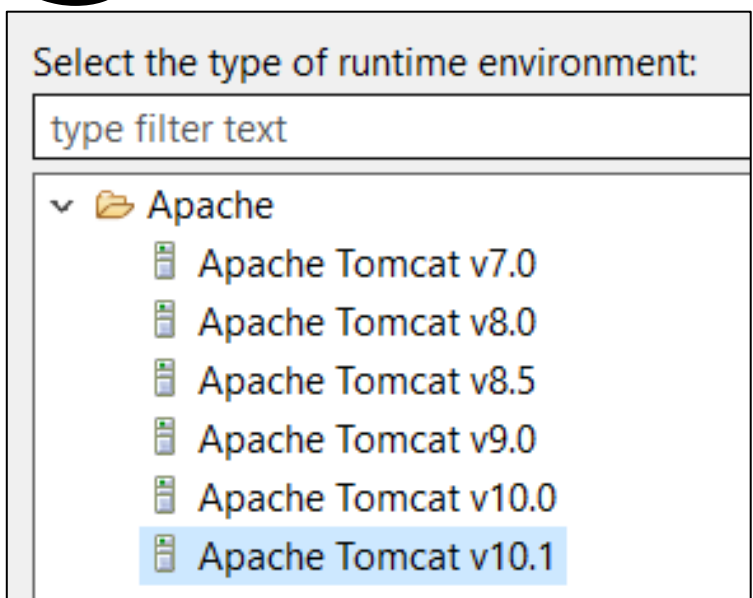 Select the type of runtime environment:
type filter text
Apache
Apache Tomcat v7.0
Apache Tomcat v8.0
Apache Tomcat v8.5
Apache Tomcat v9.0
Apache Tomcat v10.0
Apache Tomcat v10.1